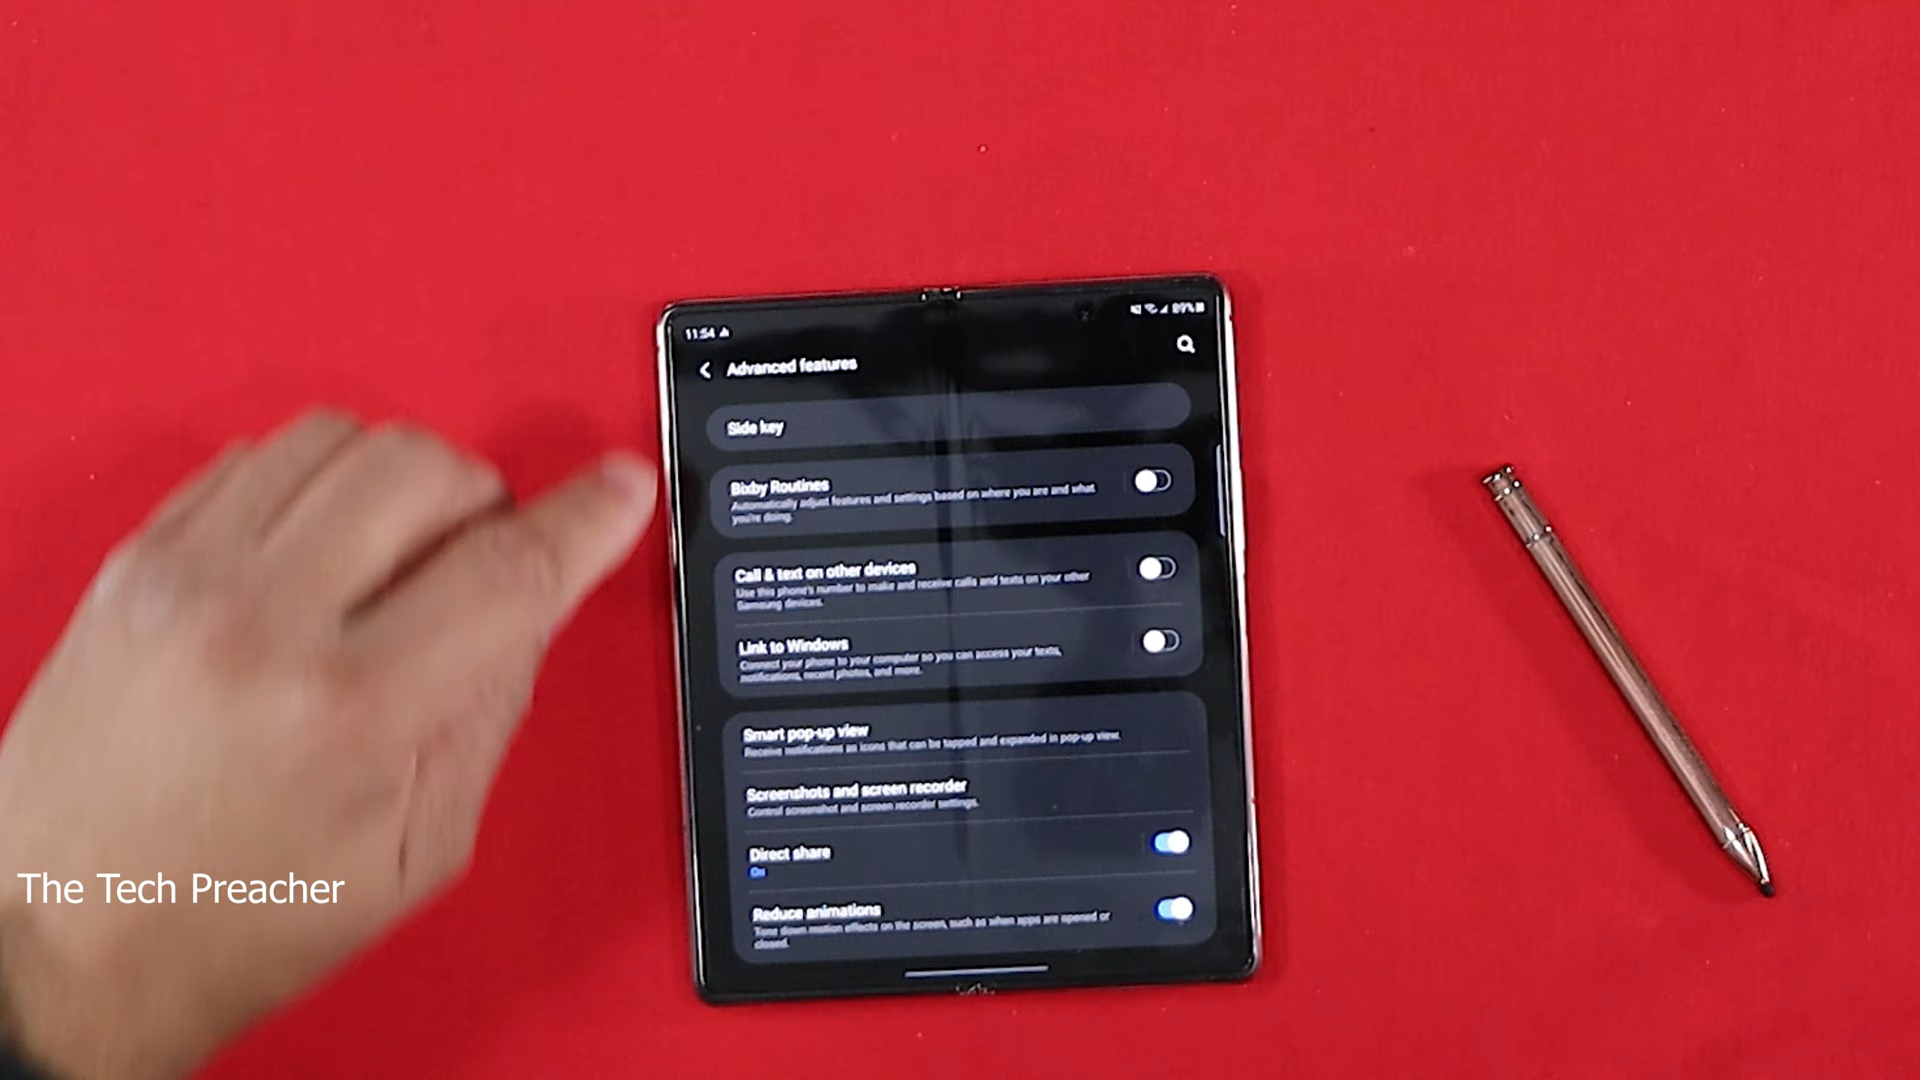 11:54
89%
Advanced features
Side key
Bixby Routines
Automatically adjust features and settings based on where you are and what
you're doing.
Call & text on other devices
Use this phone's number to make and receive calls and texts on your other
Samsung devices.
Link to Windows
Connect your phone to your computer so you can access your texts,
notifications, recent photos, and more.
Smart pop-up view
Receive notifications as icons that can be tapped and expanded in pop-up view.
Screenshots and screen recorder
Control screenshot and screen recorder settings.
Direct share
On
Reduce animations
Tone down motion effects on the screen, such as when apps are opened or
closed.
The Tech Preacher